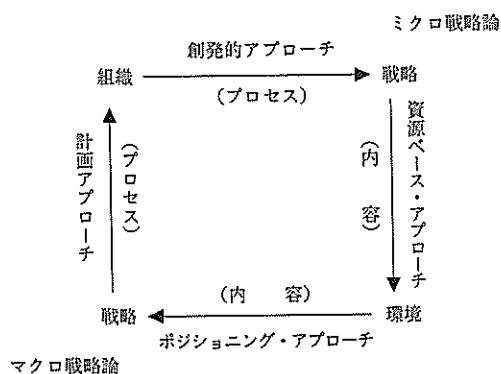 ミクロ戦略論
創発的アプローチ
組織
戦略
(プロセス)
計画アプローチ
(プロセス)
(内 容)
資源ベース・アプローチ
(内 容)
戦略
環境
ポジショニング・アプローチ
マクロ戦略論